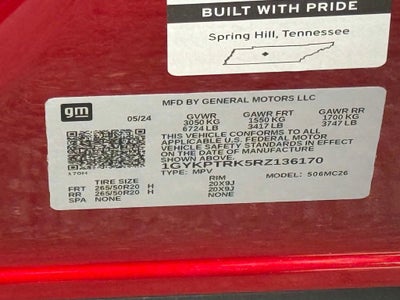 BUILT WITH PRIDE
Spring Hill, Tennessee
gm
MFD BY GENERAL MOTORS LLC
05/24 GVWR GAWR FRT GAWR RR
3050 KG 1550 KG 1700 KG
6724 LB 3417 LB 3747 LB
THIS VEHICLE CONFORMS TO ALL
APPLICABLE U.S. FEDERAL MOTOR
VEHICLE SAFETY STANDARDS IN EFFECT
ON THE DATE OF MANUFACTURE
SHOWN ABOVE.
1GYKPTRK5RZ136170
170H
TYPE: MPV MODEL: 506MC26
TIRE SIZE RIM
FRT 265/50R20 H 20X9J
RR 265/50R20 H 20X9J
SPA NONE NONE